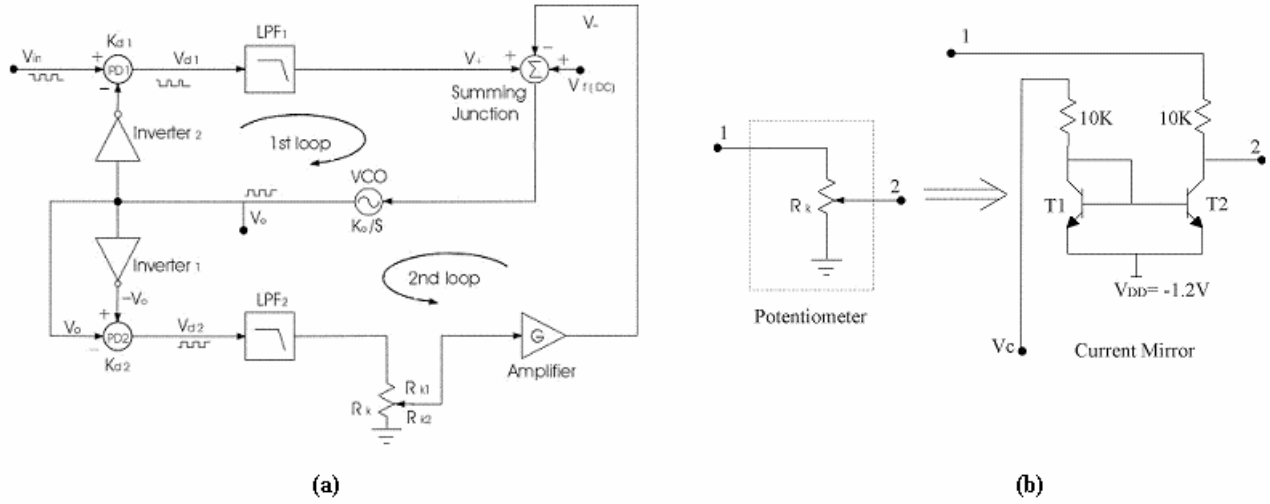 V-
Kd1
LPF1
Vin
+
PD1
-
Vd1
V+
+
-
+
Σ
Vf(DC)
Summing
Junction
Inverter 2
1st loop
VCO
Vo
Ko/S
Inverter 1
2nd loop
-Vo
+
Vo
PD2
-
Kd2
Vd2
LPF2
G
Amplifier
Rk
Rk1
Rk2
(a)
1
10K
10K
2
1
Rk
2
T1
T2
VDD= -1.2V
Potentiometer
Vc
Current Mirror
(b)